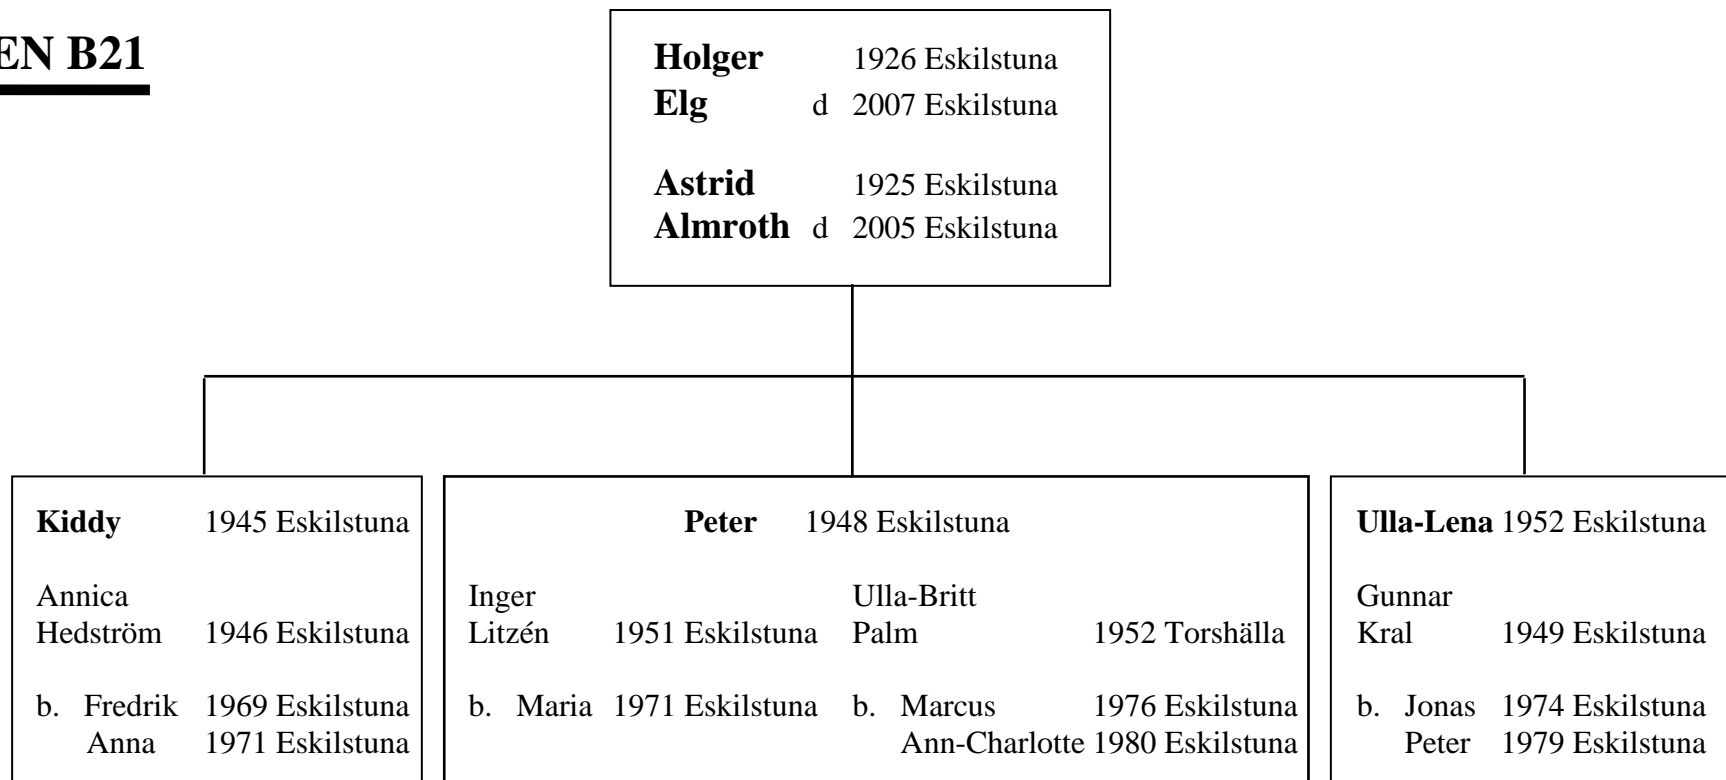 EN B21
Holger 1926 Eskilstuna
Elg d 2007 Eskilstuna
Astrid 1925 Eskilstuna
Almroth d 2005 Eskilstuna
Kiddy 1945 Eskilstuna
Annica
Hedström 1946 Eskilstuna
b. Fredrik 1969 Eskilstuna
Anna 1971 Eskilstuna
Peter 1948 Eskilstuna
Inger
Litzén 1951 Eskilstuna
b. Maria 1971 Eskilstuna
Ulla-Britt
Palm 1952 Torshälla
b. Marcus 1976 Eskilstuna
Ann-Charlotte 1980 Eskilstuna
Ulla-Lena 1952 Eskilstuna
Gunnar
Kral 1949 Eskilstuna
b. Jonas 1974 Eskilstuna
Peter 1979 Eskilstuna